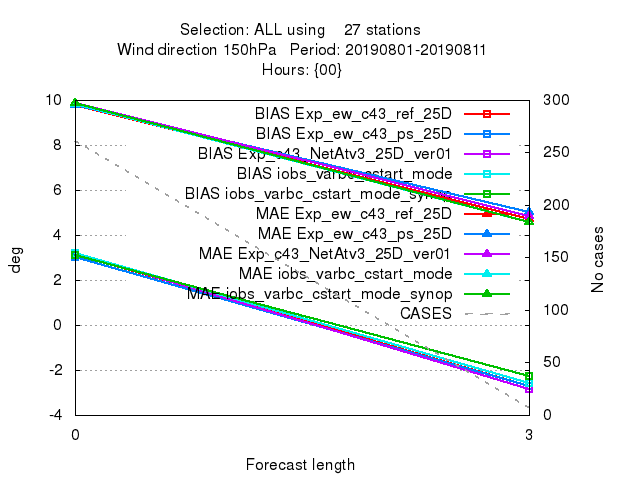 Selection: ALL using 27 stations
Wind direction 150hPa Period: 20190801-20190811
Hours: {00}
10
8
6
4
2
0
-2
-4
deg
BIAS Exp_ew_c43_ref_25D
BIAS Exp_ew_c43_ps_25D
BIAS Exp_c43_NetAtv3_25D_ver01
BIAS iobs_varbc_cstart_mode
BIAS iobs_varbc_cstart_mode_synop
MAE Exp_ew_c43_ref_25D
MAE Exp_ew_c43_ps_25D
MAE Exp_c43_NetAtv3_25D_ver01
MAE iobs_varbc_cstart_mode
MAE iobs_varbc_cstart_mode_synop
CASES
300
250
200
150
100
50
0
No cases
0 3
Forecast length